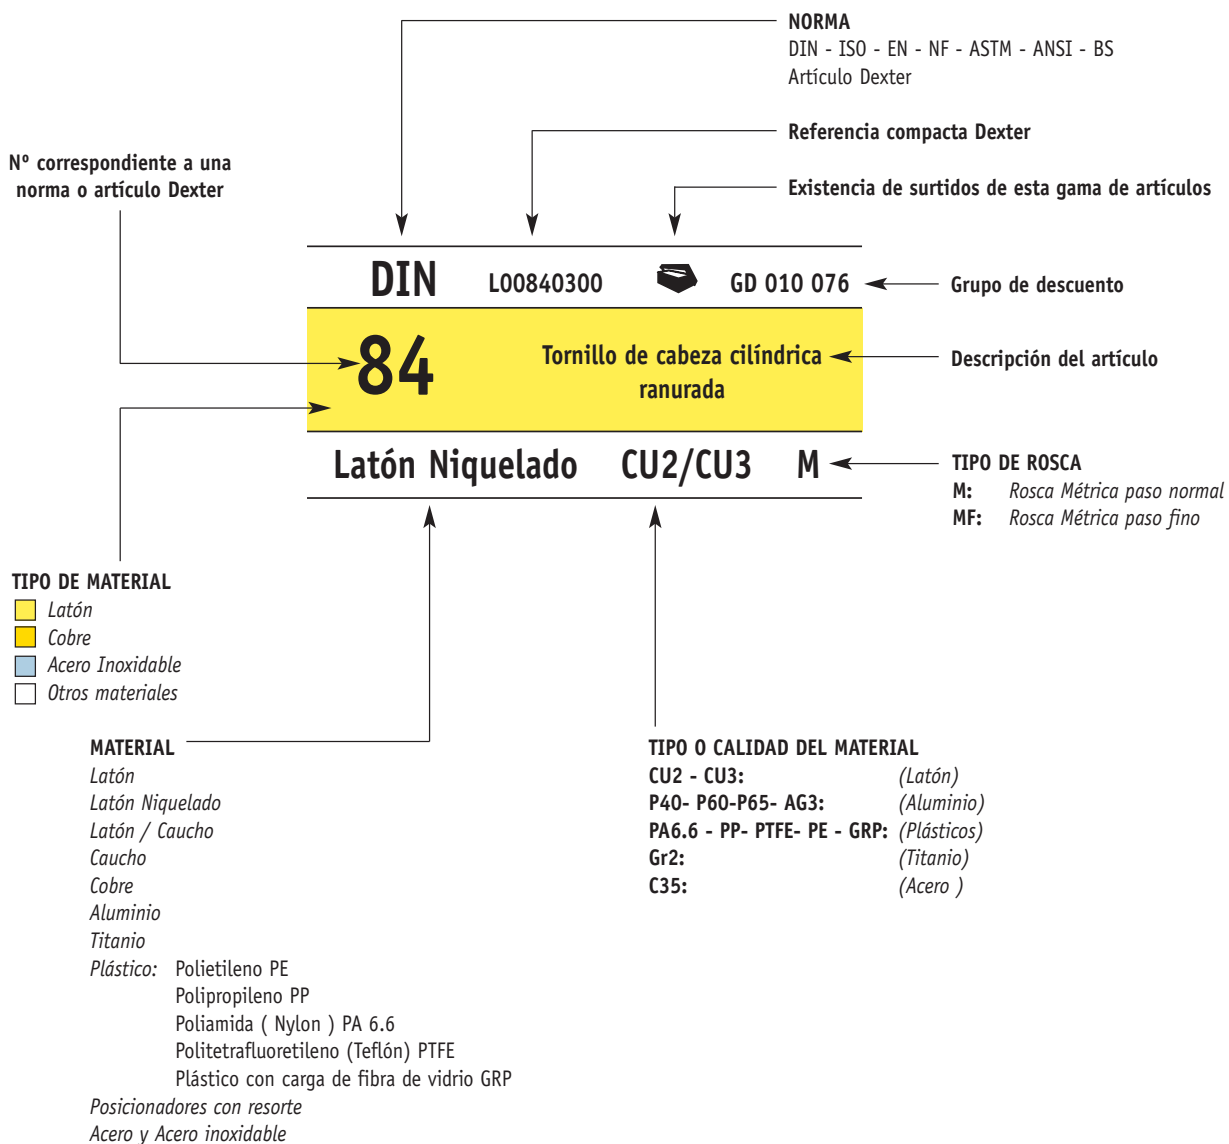 NORMA
DIN - ISO - EN - NF - ASTM - ANSI - BS
Artículo Dexter
Referencia compacta Dexter
Nº correspondiente a una
norma o artículo Dexter
Existencia de surtidos de esta gama de artículos
DIN L00840300 GD 010 076
Grupo de descuento
84
Tornillo de cabeza cilíndrica
ranurada
Descripción del artículo
Latón Niquelado CU2/CU3 M
TIPO DE ROSCA
M: Rosca Métrica paso normal
MF: Rosca Métrica paso fino
TIPO DE MATERIAL
Latón
Cobre
Acero Inoxidable
Otros materiales
MATERIAL
Latón
Latón Niquelado
Latón / Caucho
Caucho
Cobre
Aluminio
Titanio
Plástico: Polietileno PE
Polipropileno PP
Poliamida ( Nylon ) PA 6.6
Politetrafluoretileno (Teflón) PTFE
Plástico con carga de fibra de vidrio GRP
Posicionadores con resorte
Acero y Acero inoxidable
TIPO O CALIDAD DEL MATERIAL
CU2 - CU3: (Latón)
P40- P60-P65- AG3: (Aluminio)
PA6.6 - PP- PTFE- PE - GRP: (Plásticos)
Gr2: (Titanio)
C35: (Acero )